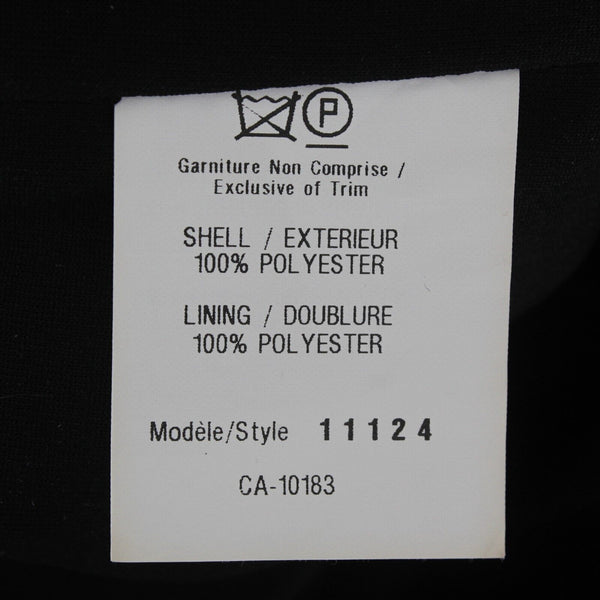 P
Garniture Non Comprise /
Exclusive of Trim
SHELL / EXTERIEUR
100% POLYESTER
LINING / DOUBLURE
100% POLYESTER
Modèle/Style 11124
CA-10183